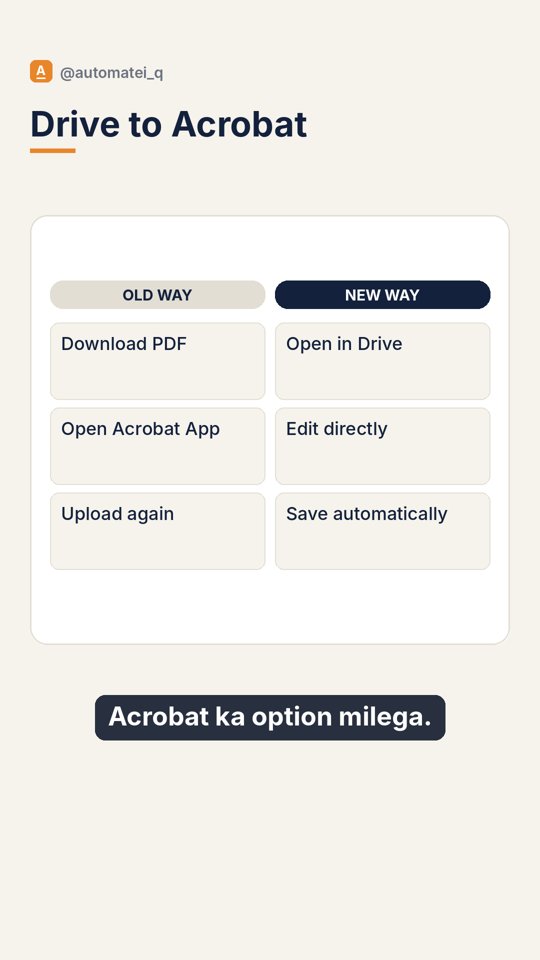 A @automatei_q
Drive to Acrobat
OLD WAY NEW WAY
Download PDF Open in Drive
Open Acrobat App Edit directly
Upload again Save automatically
Acrobat ka option milega.